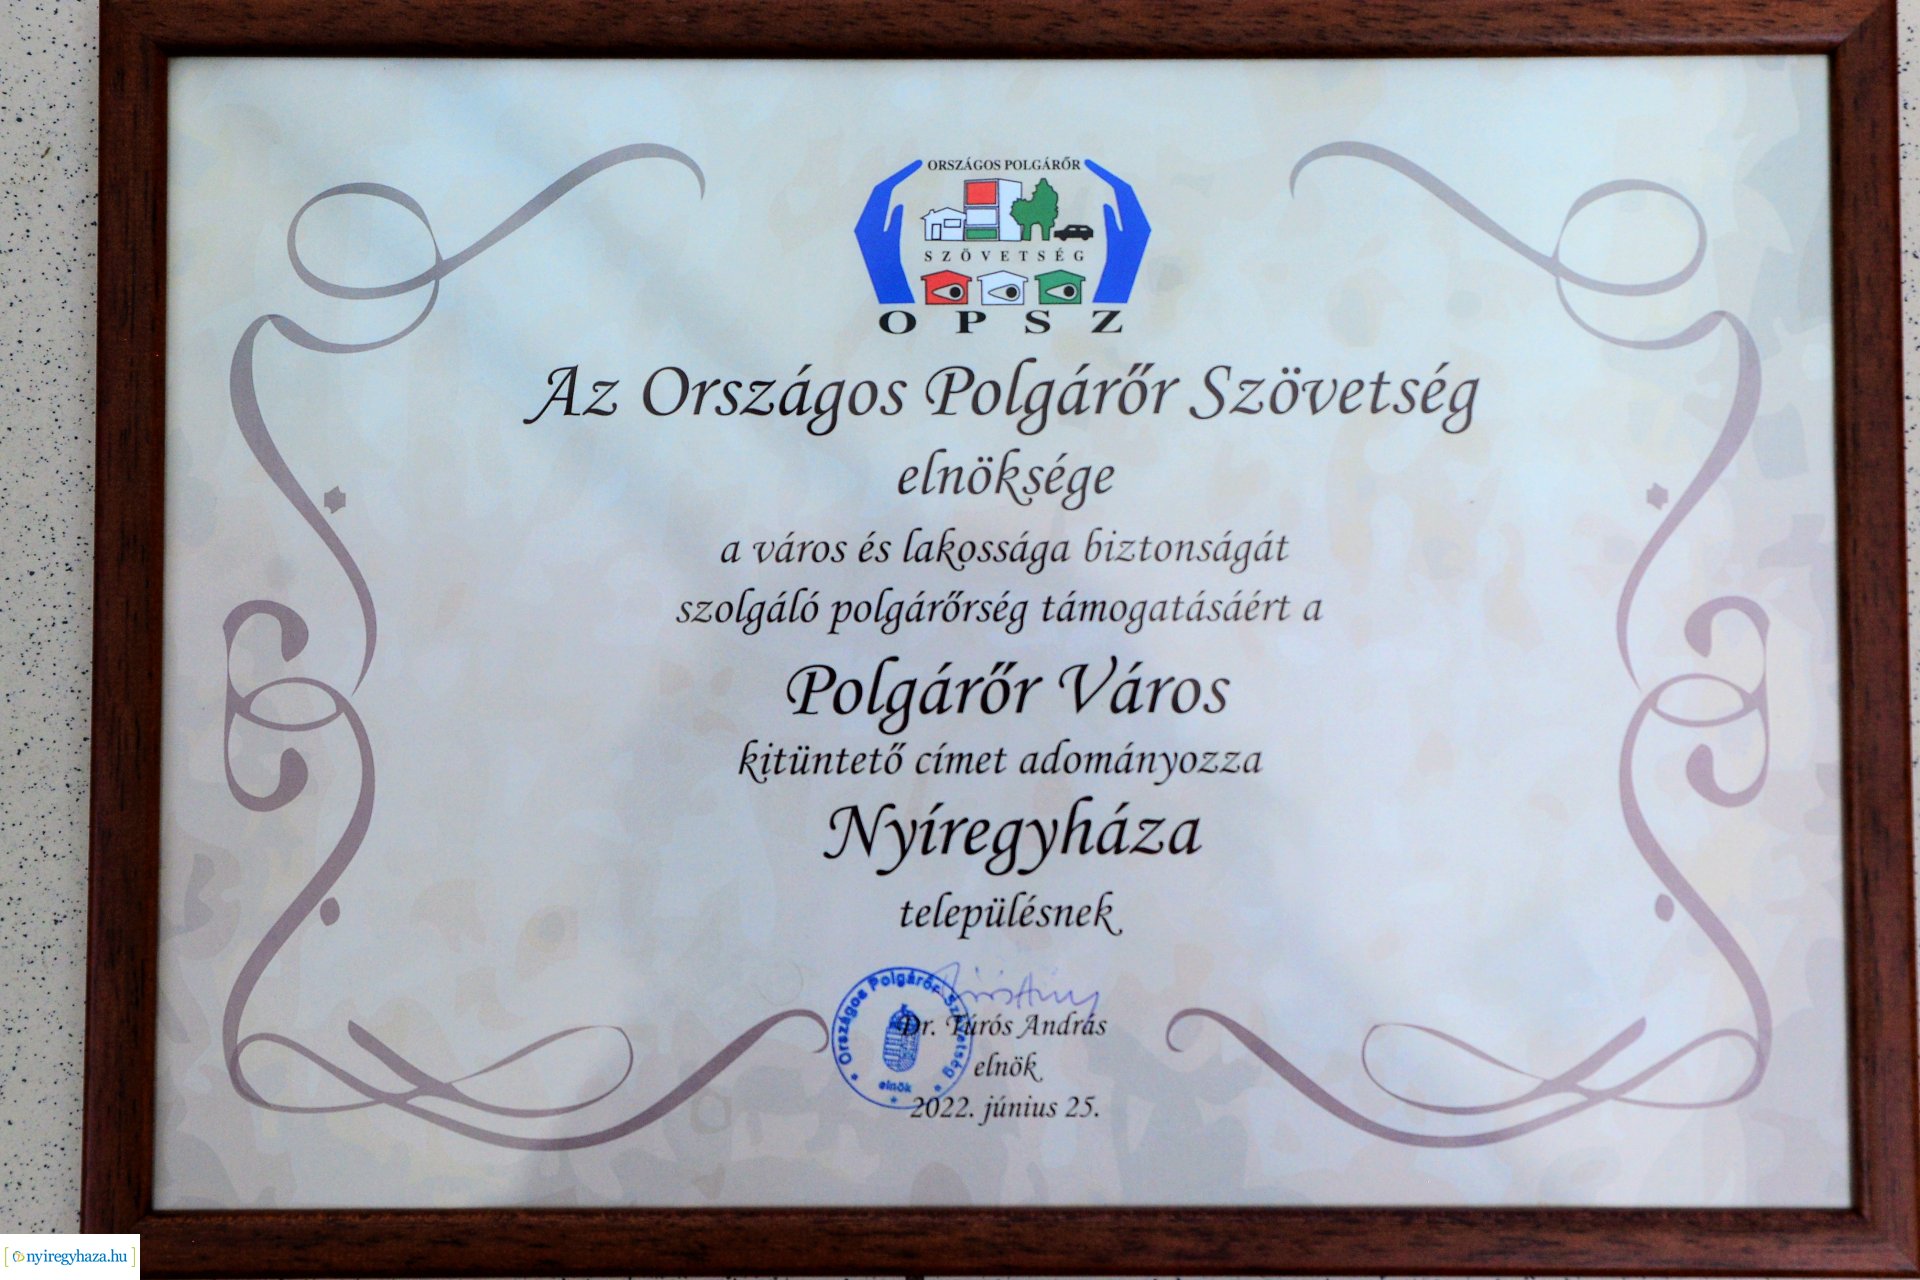 ORSZÁGOS POLGÁRŐR
SZÖVETSÉG
OPSZ
Az Országos Polgárőr Szövetség
elnöksége
a város és lakossága biztonságát
szolgáló polgárőrség támogatásáért a
Polgárőr Város
kitüntető címet adományozza
Nyíregyháza
településnek
Országos Polgárőr Szövetség
elnök
Dr. Túrós András
elnök
2022. június 25.
nyiregyhaza.hu